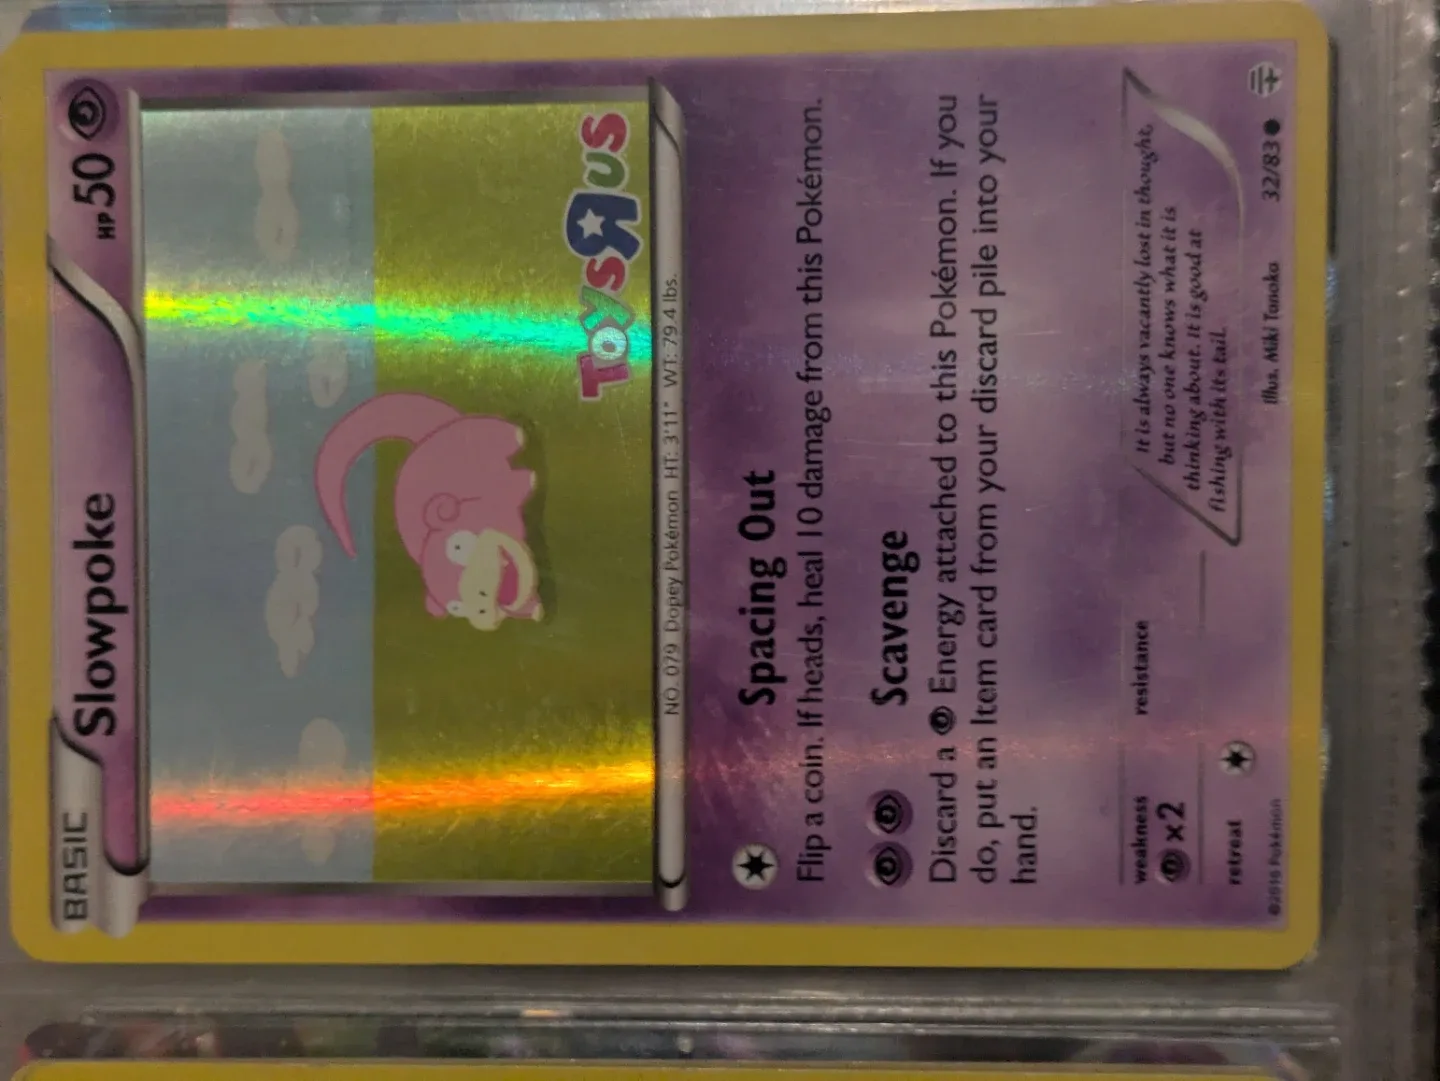 BASIC
Slowpoke HP 50
TOYS R US
NO. 079 Dopey Pokémon HT: 3'11" WT: 79.4 lbs.
Spacing Out
Flip a coin. If heads, heal 10 damage from this Pokémon.
Scavenge
Discard a Energy attached to this Pokémon. If you
do, put an Item card from your discard pile into your
hand.
weakness
×2
resistance
retreat
It is always vacantly lost in thought,
but no one knows what it is
thinking about. It is good at
fishing with its tail.
©2016 Pokémon
Illus. Miki Tanaka
32/83